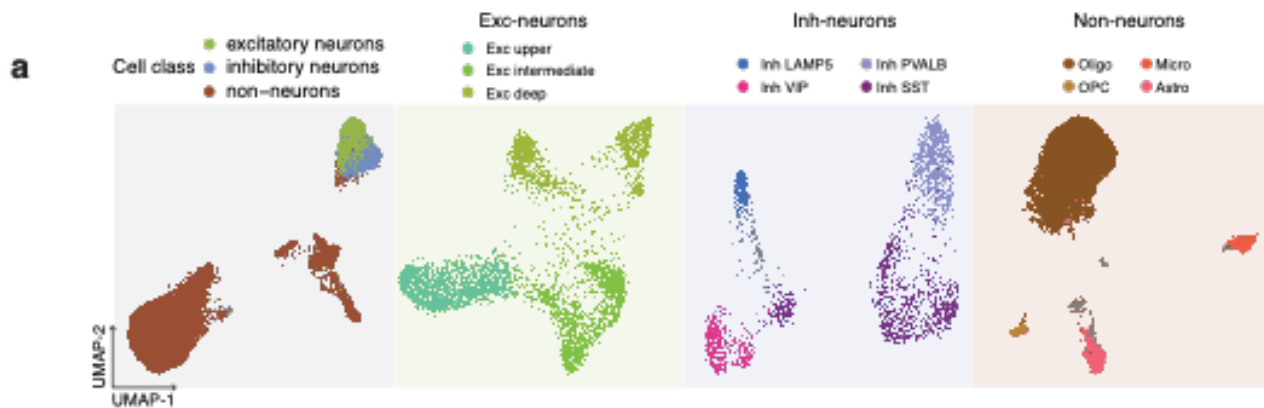 a
Cell class
excitatory neurons
inhibitory neurons
non-neurons
Exc-neurons
Exc upper
Exc intermediate
Exc deep
Inh-neurons
Inh LAMP5
Inh PVALB
Inh VIP
Inh SST
Non-neurons
Oligo
Micro
OPC
Astro
UMAP-2
UMAP-1